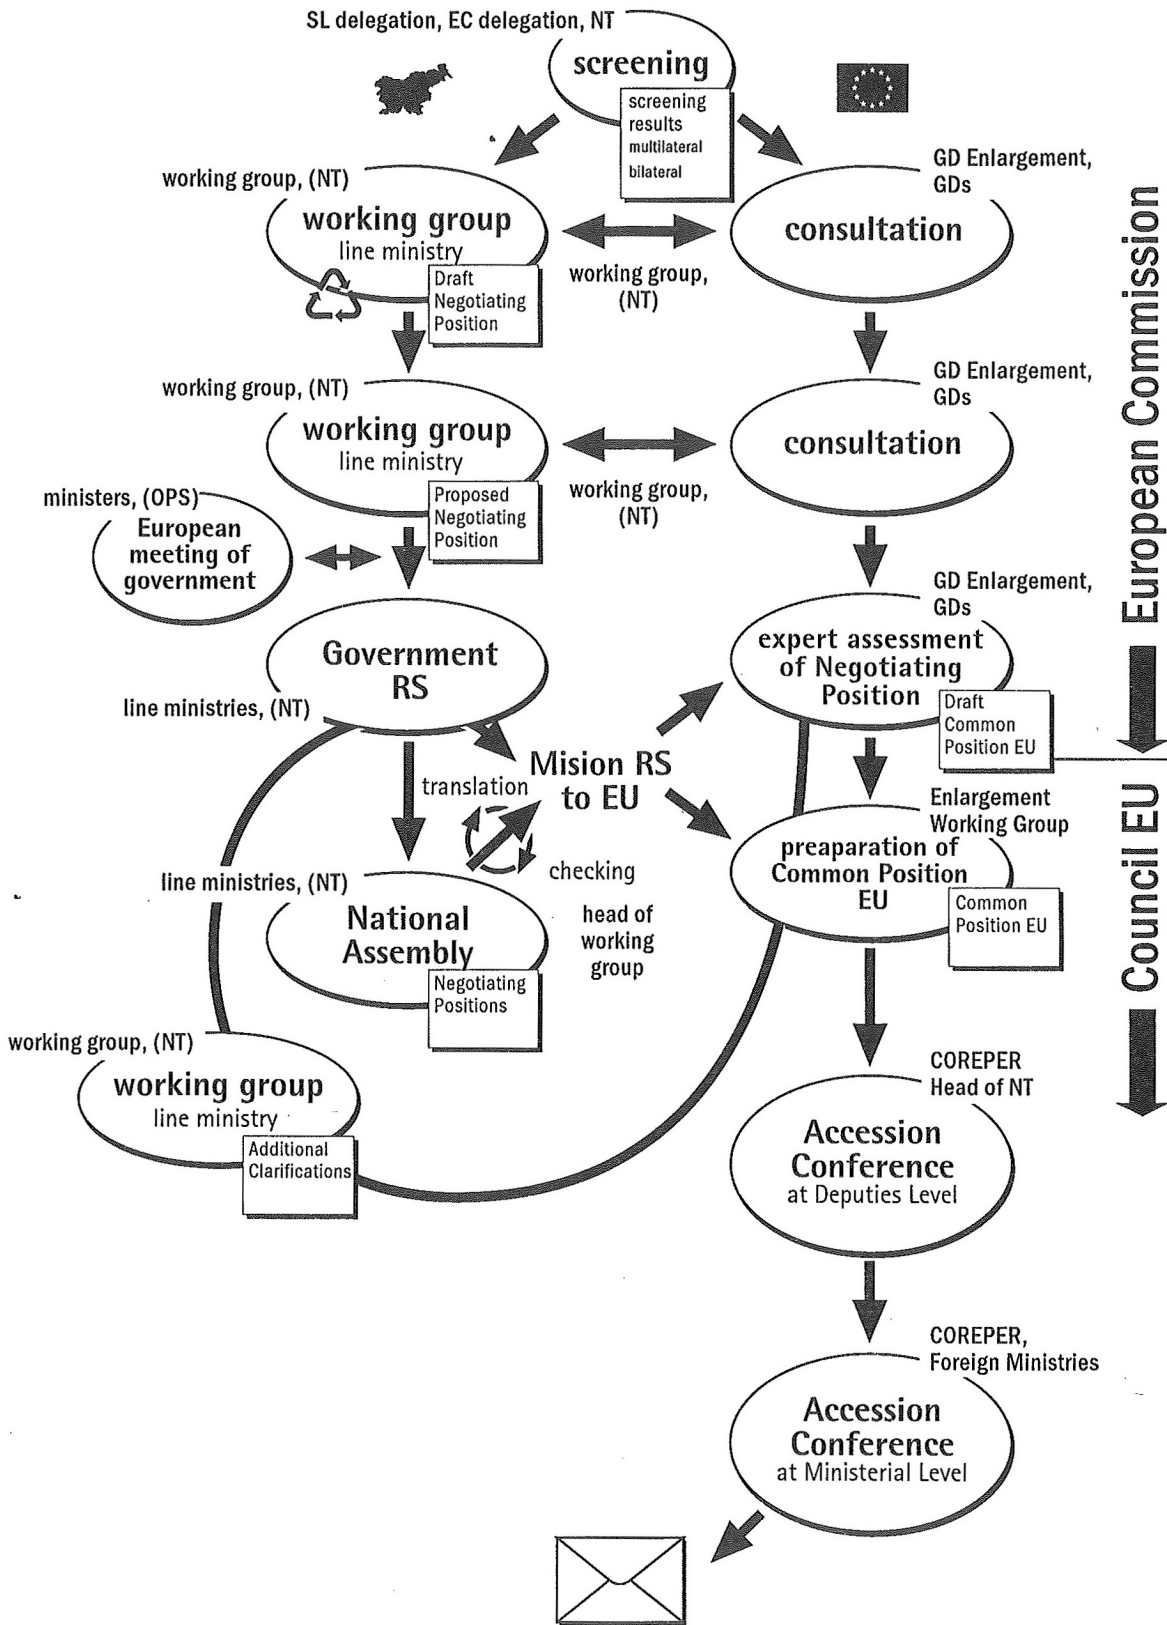 SL delegation, EC delegation, NT
screening
screening
results
multilateral
bilateral
working group, (NT)
working group
line ministry
Draft
Negotiating
Position
working group,
(NT)
GD Enlargement,
GDs
consultation
working group, (NT)
working group
line ministry
Proposed
Negotiating
Position
working group,
(NT)
GD Enlargement,
GDs
consultation
ministers, (OPS)
European
meeting of
government
Government
RS
line ministries, (NT)
GD Enlargement,
GDs
expert assessment
of Negotiating
Position
Draft
Common
Position EU
Mision RS
to EU
translation
checking
head of
working
group
line ministries, (NT)
National
Assembly
Negotiating
Positions
Enlargement
Working Group
preaparation of
Common Position
EU
Common
Position EU
working group, (NT)
working group
line ministry
Additional
Clarifications
COREPER
Head of NT
Accession
Conference
at Deputies Level
COREPER,
Foreign Ministries
Accession
Conference
at Ministerial Level
European Commission
Council EU